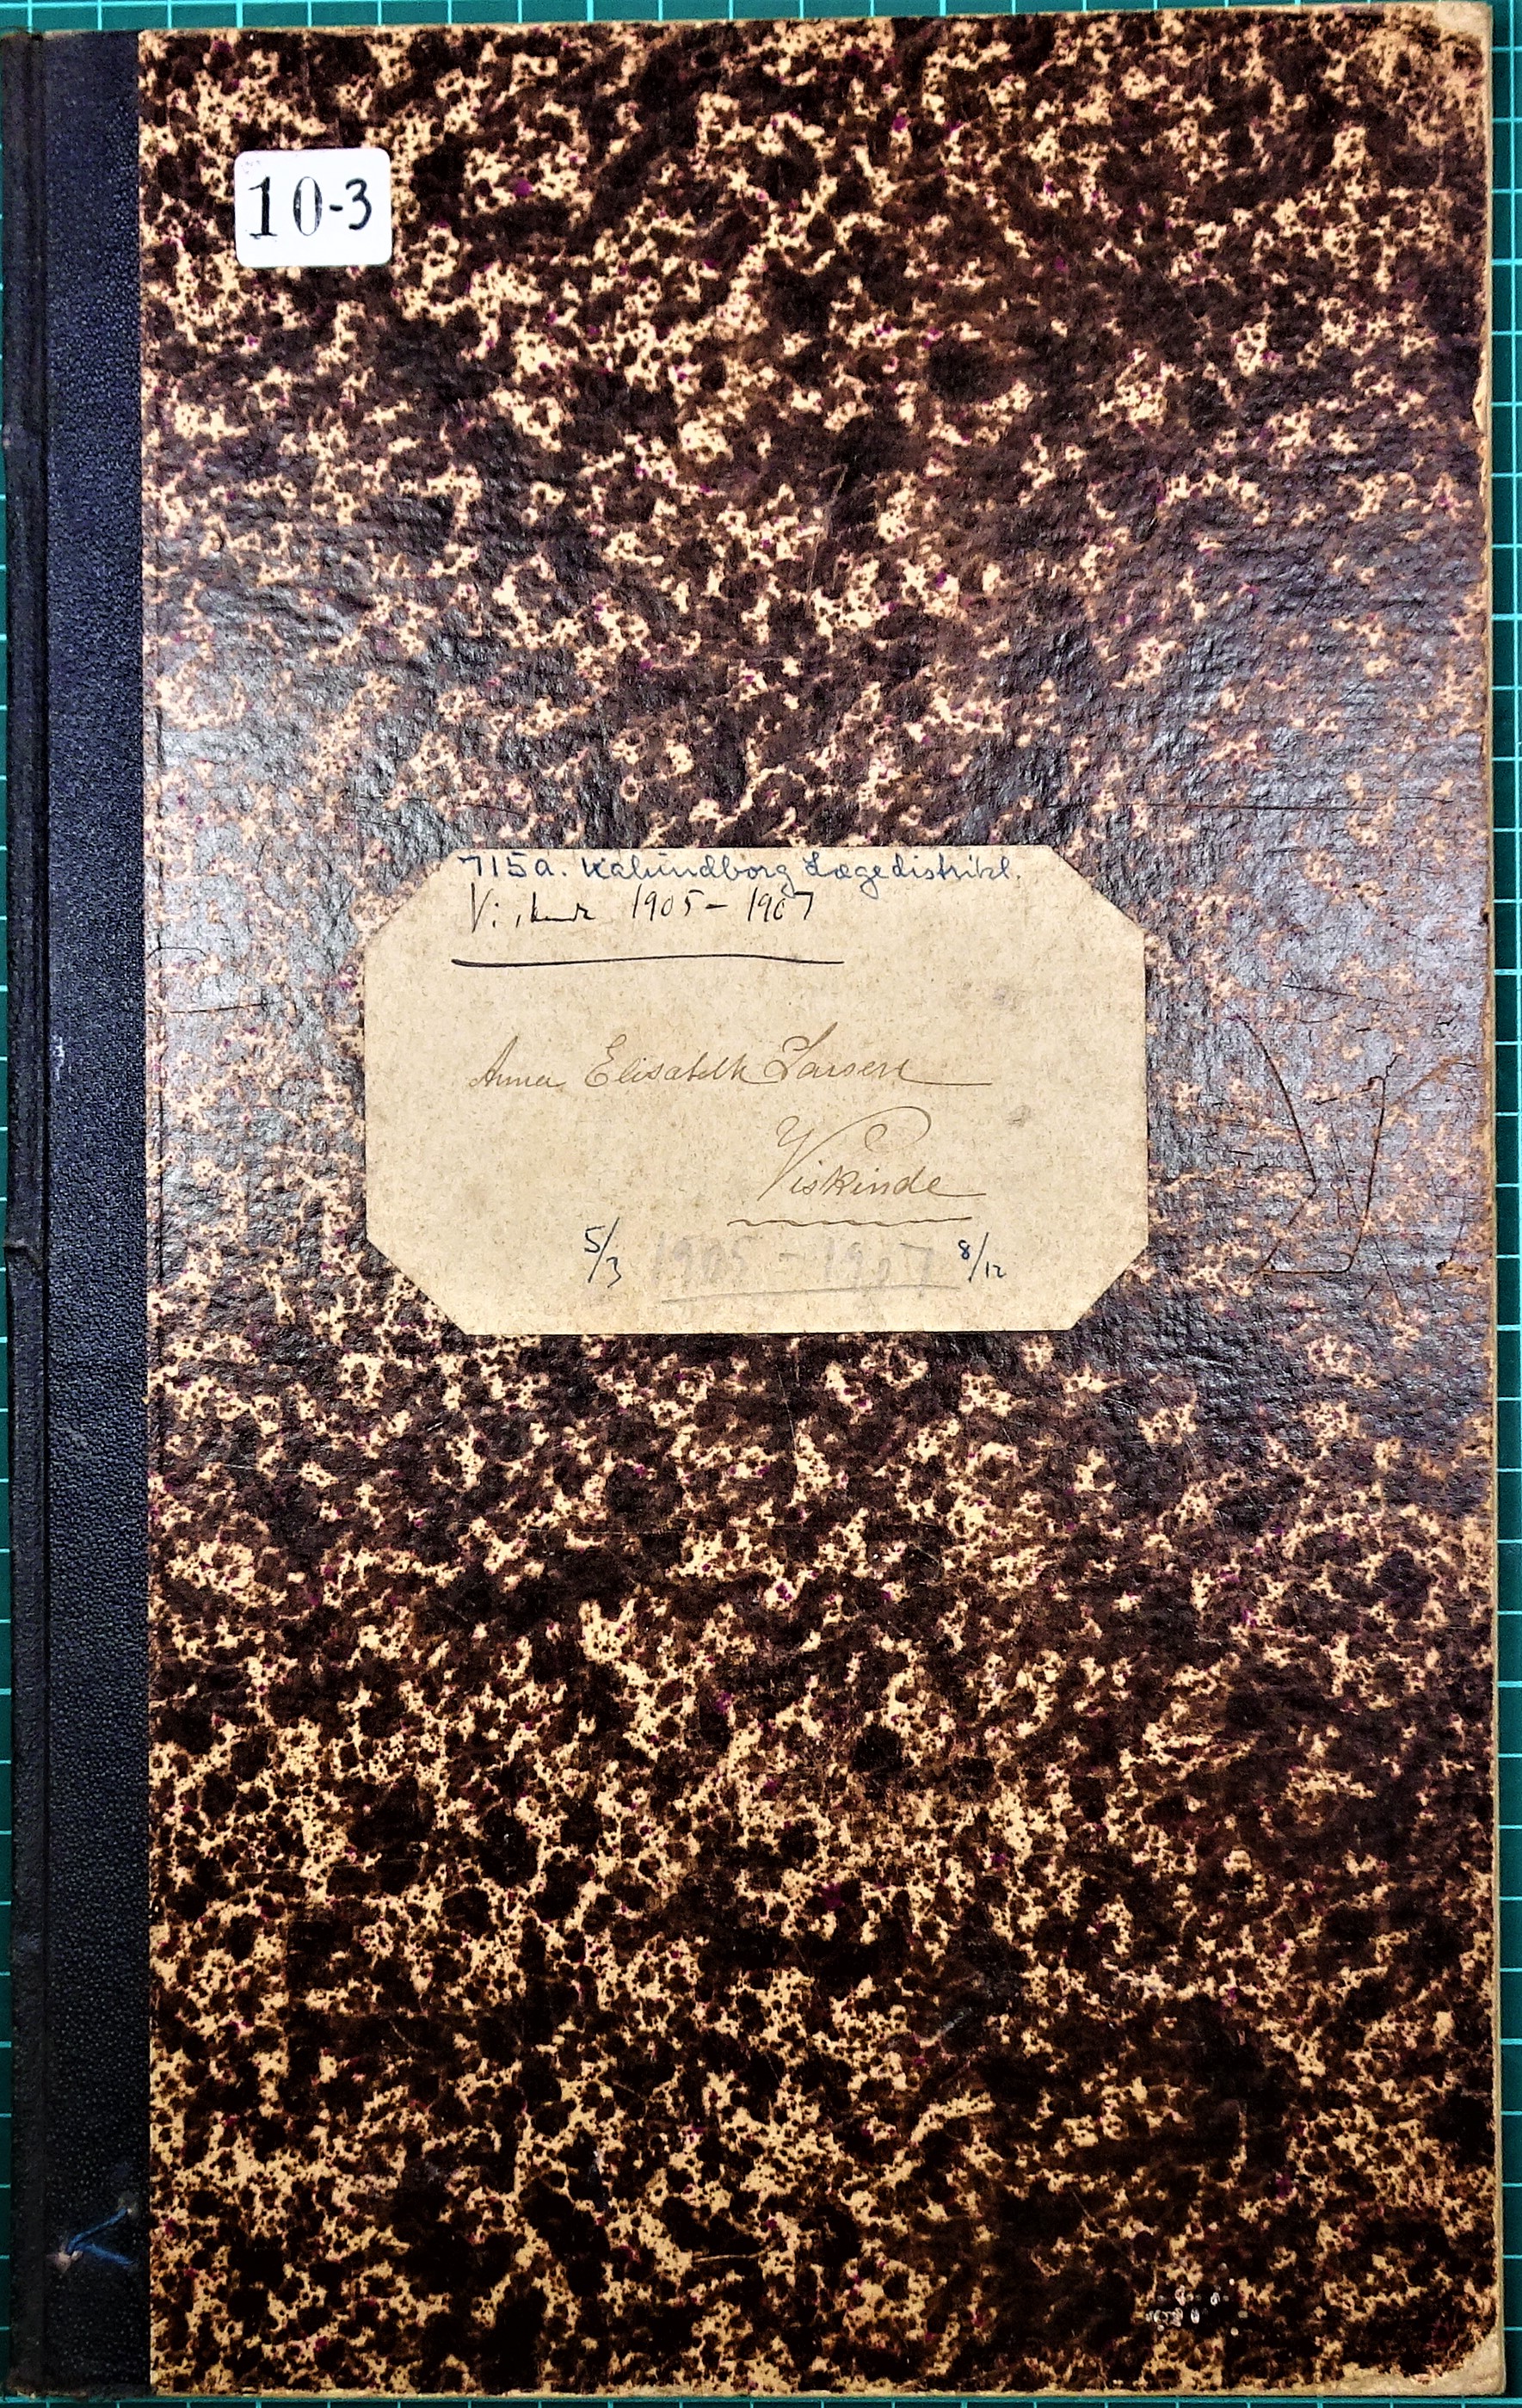 10-3
715a. Kalundborg Lægedistrikt.
1905 - 1907
Anna Elisabeth Larsen
Viskinde
5/3 1905 - 1907 8/12